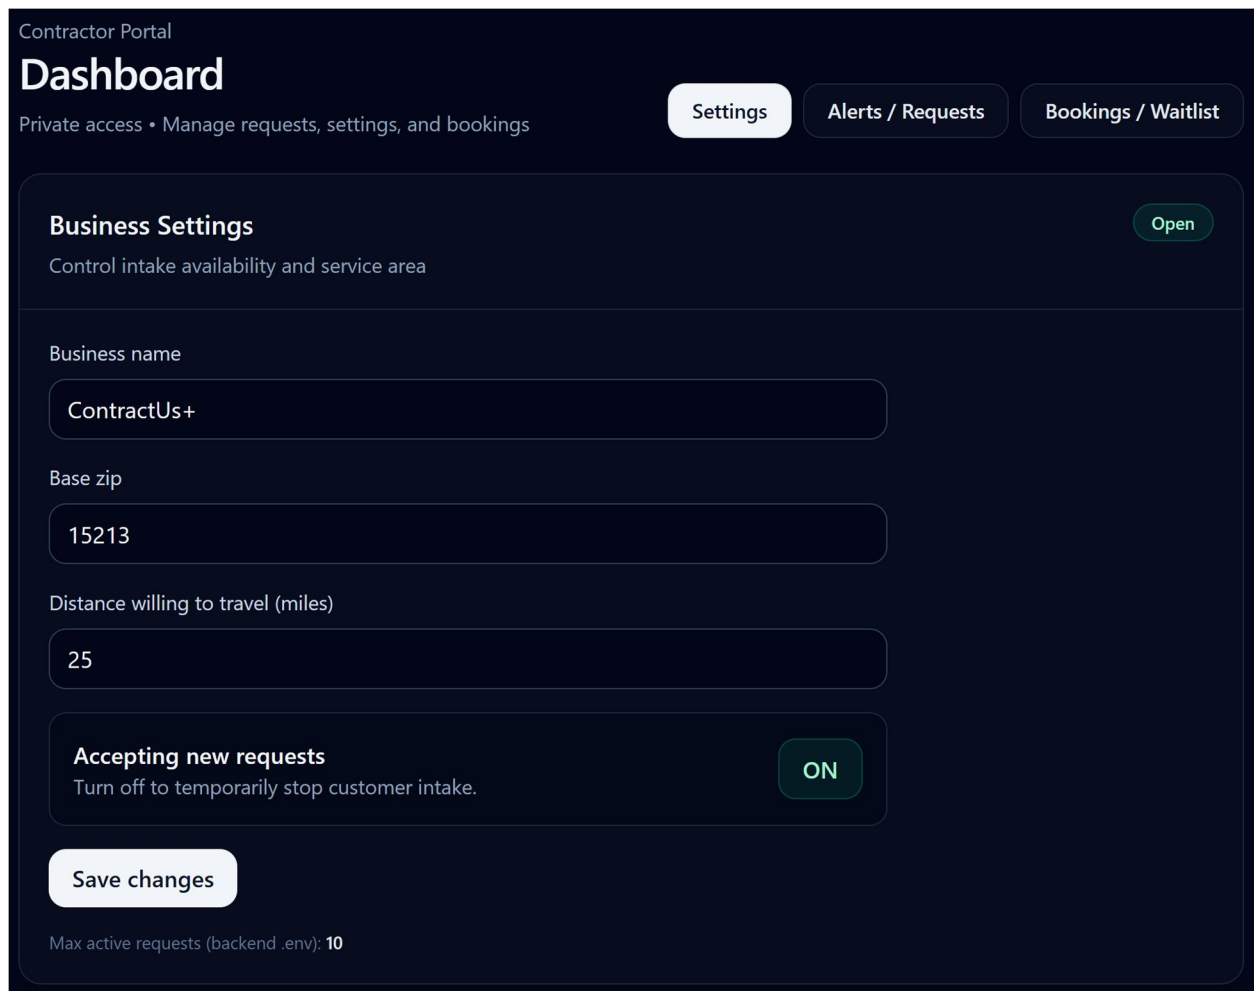 Contractor Portal
Dashboard
Private access • Manage requests, settings, and bookings
Settings
Alerts / Requests
Bookings / Waitlist
Business Settings
Open
Control intake availability and service area
Business name
ContractUs+
Base zip
15213
Distance willing to travel (miles)
25
Accepting new requests
Turn off to temporarily stop customer intake.
ON
Save changes
Max active requests (backend .env): 10